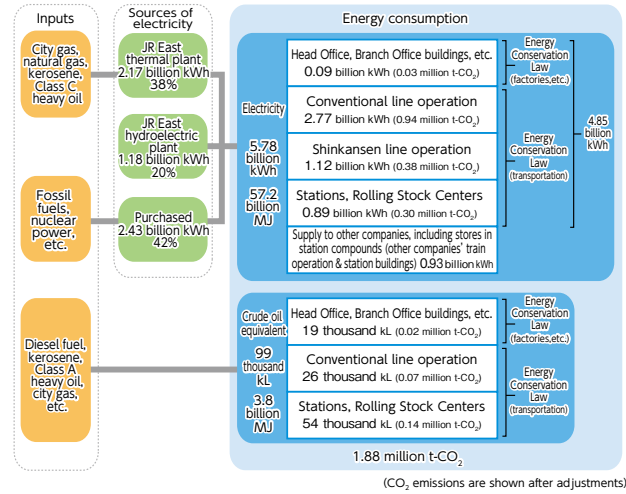 Inputs
Sources of
electricity
Energy consumption
City gas,
natural gas,
kerosene,
Class C
heavy oil
JR East
thermal plant
2.17 billion kWh
38%
JR East
hydroelectric
plant
1.18 billion kWh
20%
Fossil
fuels,
nuclear
power,
etc.
Purchased
2.43 billion kWh
42%
Electricity
5.78
billion
kWh
57.2
billion
MJ
Head Office, Branch Office buildings, etc.
0.09 billion kWh (0.03 million t-CO₂)
Conventional line operation
2.77 billion kWh (0.94 million t-CO₂)
Shinkansen line operation
1.12 billion kWh (0.38 million t-CO₂)
Stations, Rolling Stock Centers
0.89 billion kWh (0.30 million t-CO₂)
Supply to other companies, including stores in
station compounds (other companies' train
operation & station buildings) 0.93 billion kWh
Energy
Conservation
Law
(factories,etc.)
Energy
Conservation
Law
(transportation)
4.85
billion
kWh
Diesel fuel,
kerosene,
Class A
heavy oil,
city gas,
etc.
Crude oil
equivalent
99
thousand
kL
3.8
billion
MJ
Head Office, Branch Office buildings, etc.
19 thousand kL (0.02 million t-CO₂)
Conventional line operation
26 thousand kL (0.07 million t-CO₂)
Stations, Rolling Stock Centers
54 thousand kL (0.14 million t-CO₂)
Energy
Conservation
Law
(factories,etc.)
Energy
Conservation
Law
(transportation)
1.88 million t-CO₂
(CO₂ emissions are shown after adjustments)